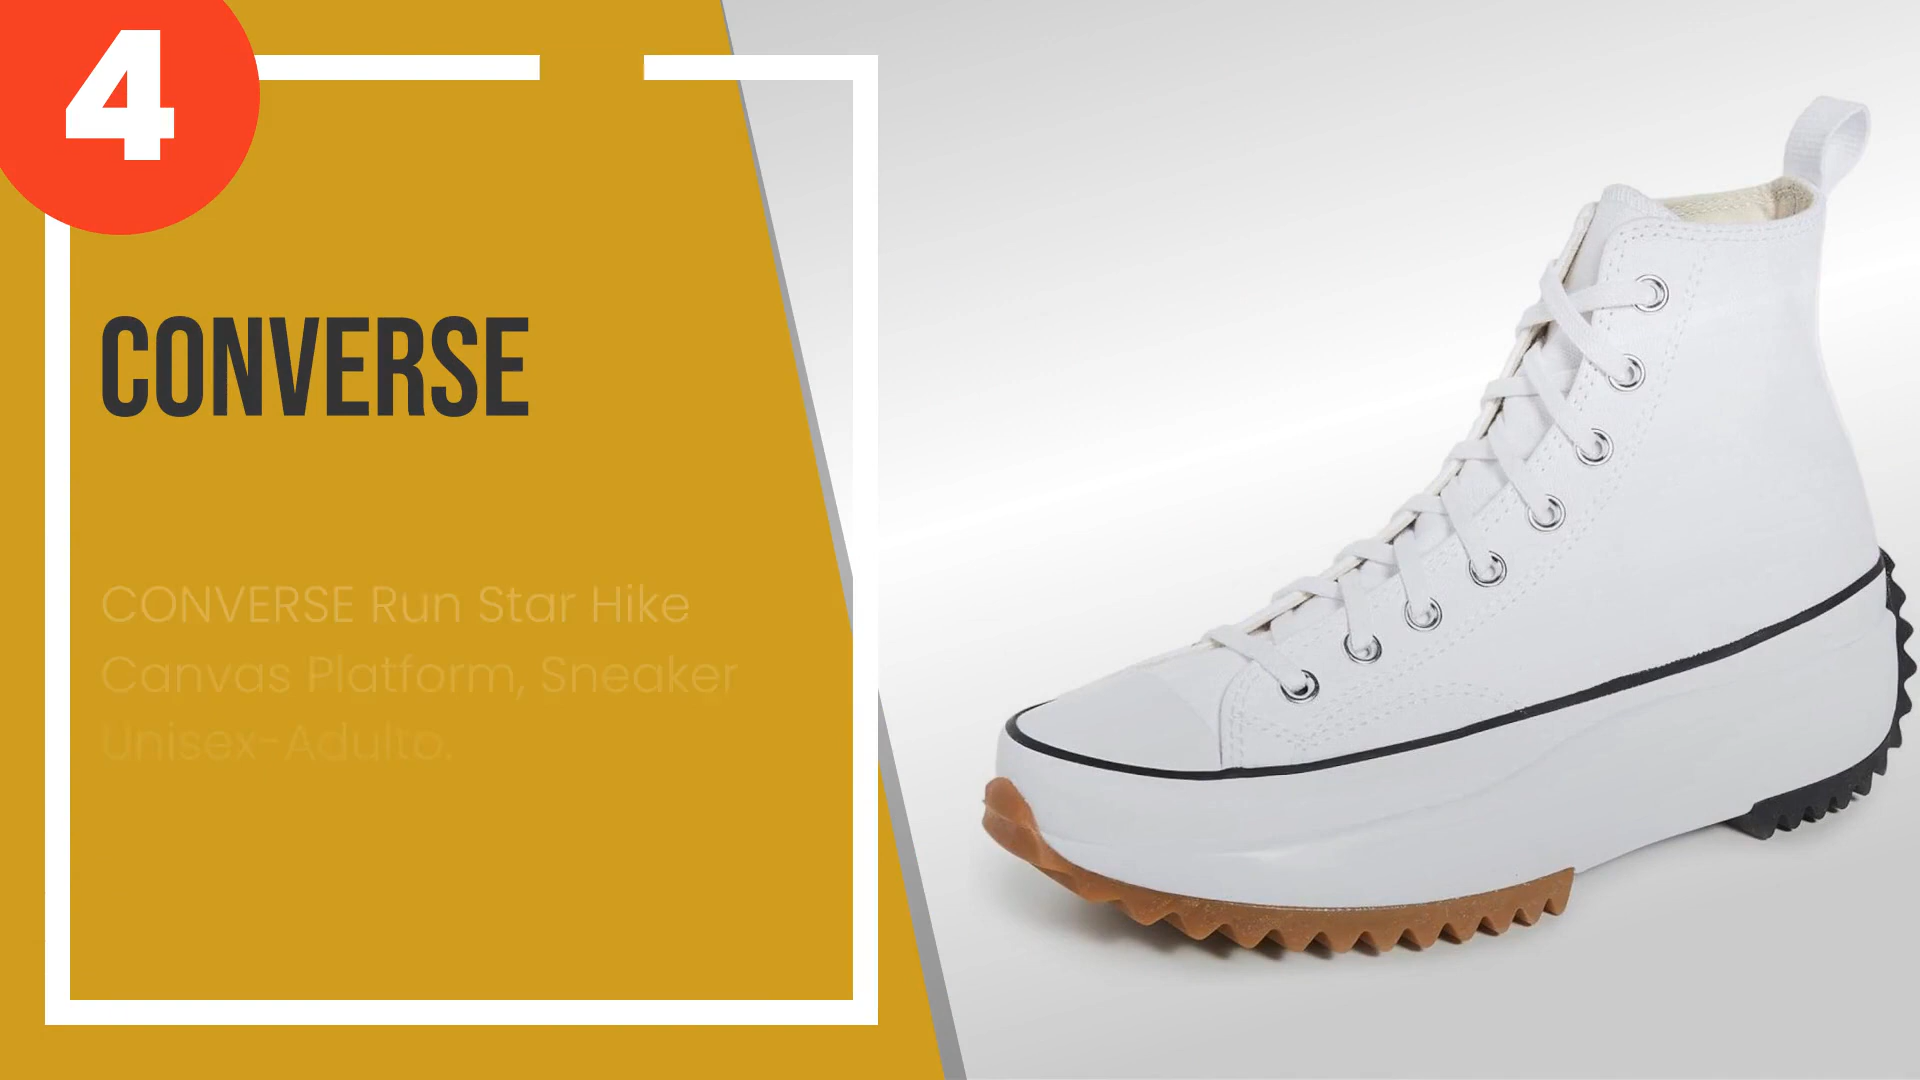 4
CONVERSE
CONVERSE Run Star Hike
Canvas Platform, Sneaker
Unisex-Adulto.